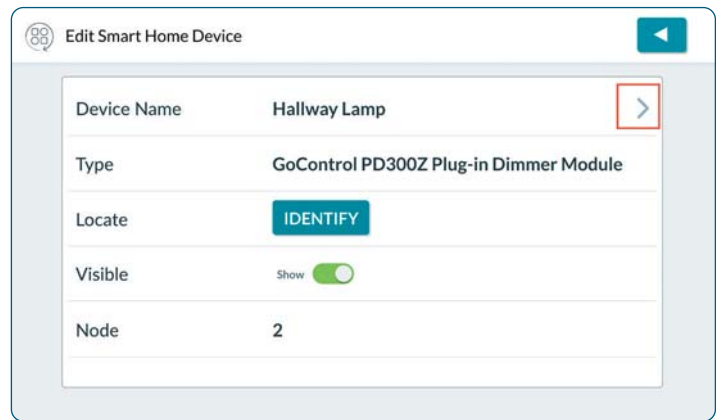 Edit Smart Home Device
Device Name Hallway Lamp
Type GoControl PD300Z Plug-in Dimmer Module
Locate IDENTIFY
Visible Show
Node 2